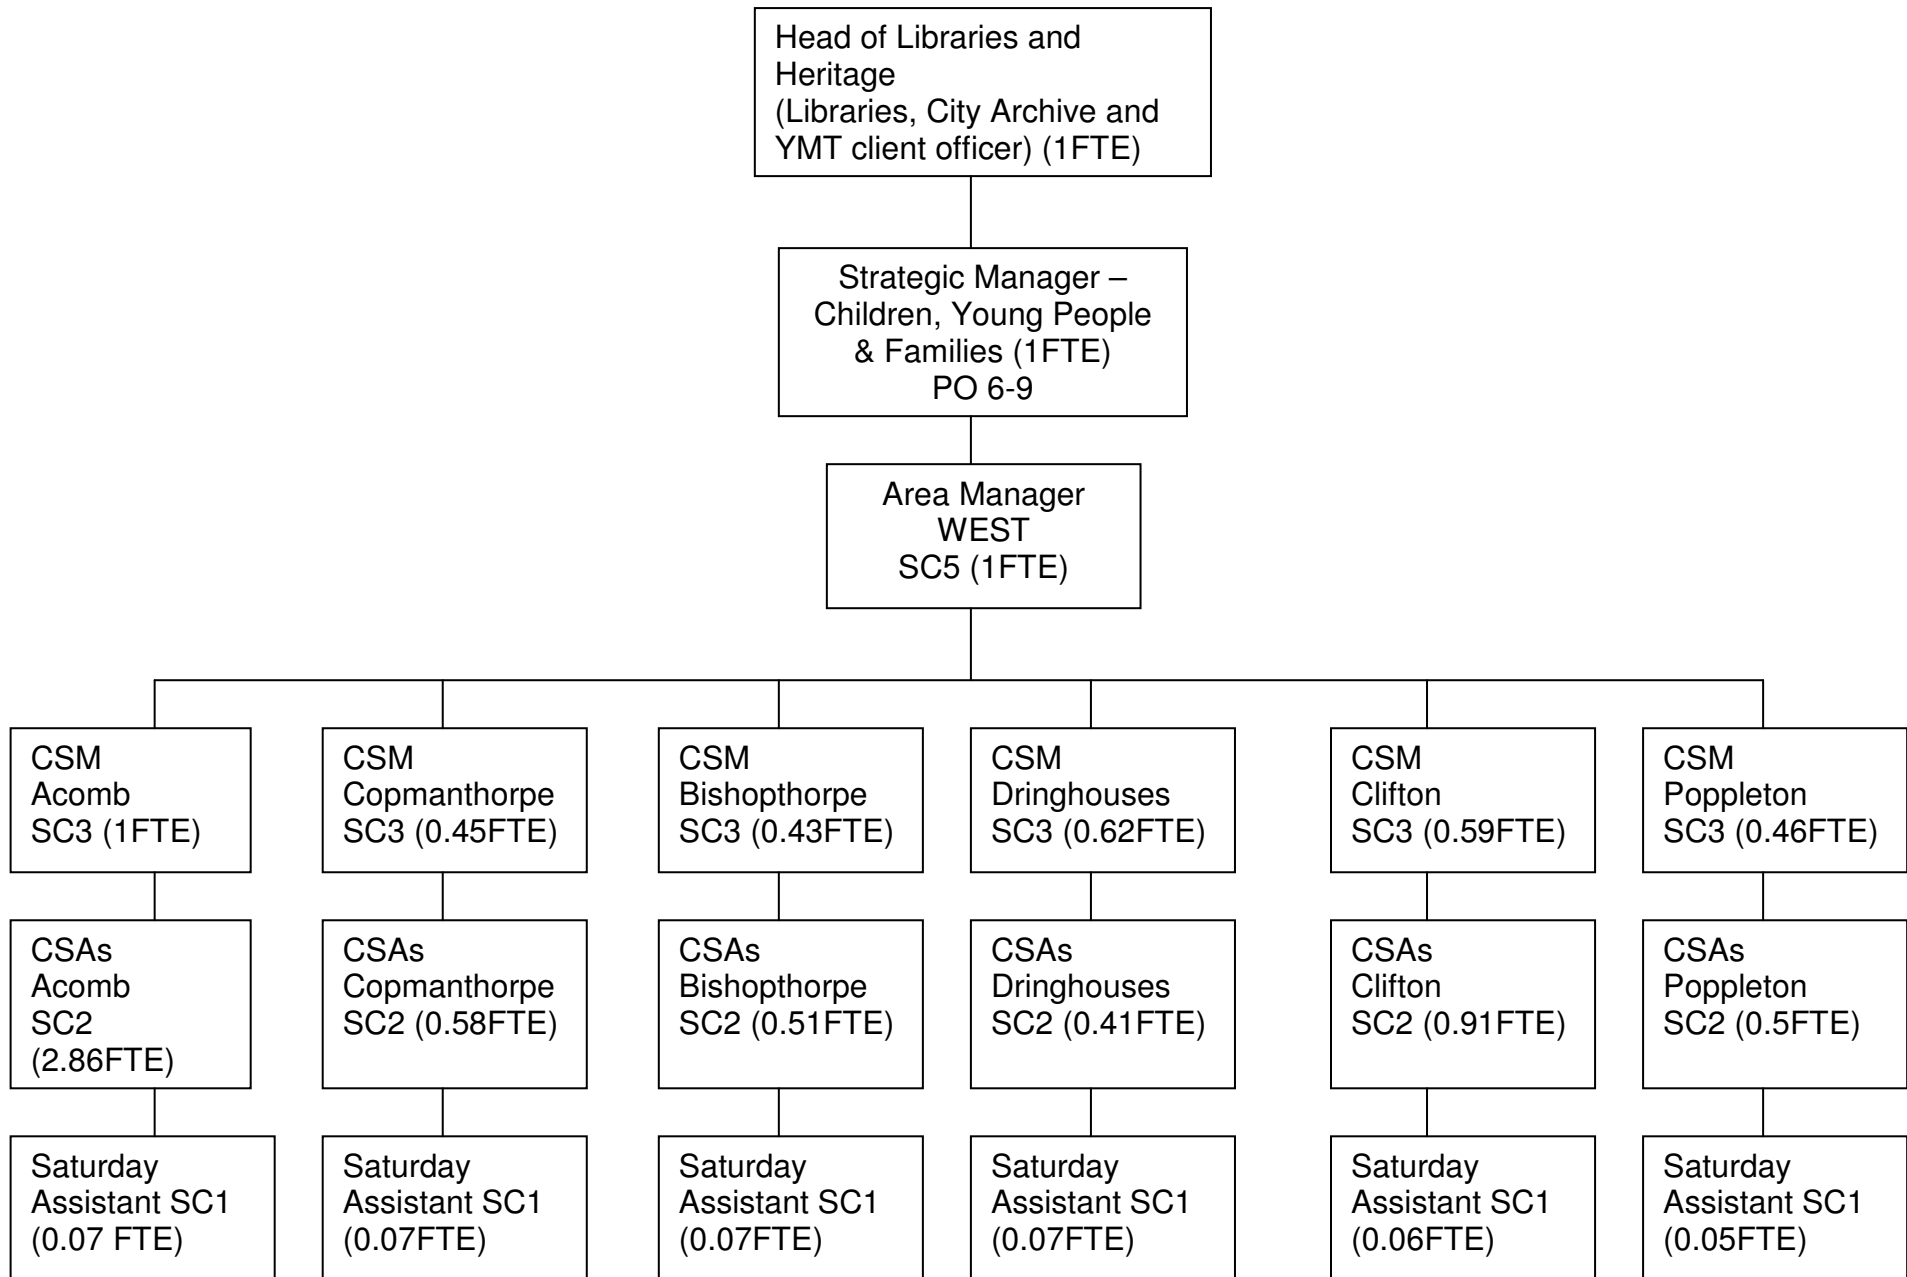 Head of Libraries and
Heritage
(Libraries, City Archive and
YMT client officer) (1FTE)
Strategic Manager –
Children, Young People
& Families (1FTE)
PO 6-9
Area Manager
WEST
SC5 (1FTE)
CSM
Acomb
SC3 (1FTE)
CSM
Copmanthorpe
SC3 (0.45FTE)
CSM
Bishopthorpe
SC3 (0.43FTE)
CSM
Dringhouses
SC3 (0.62FTE)
CSM
Clifton
SC3 (0.59FTE)
CSM
Poppleton
SC3 (0.46FTE)
CSAs
Acomb
SC2
(2.86FTE)
CSAs
Copmanthorpe
SC2 (0.58FTE)
CSAs
Bishopthorpe
SC2 (0.51FTE)
CSAs
Dringhouses
SC2 (0.41FTE)
CSAs
Clifton
SC2 (0.91FTE)
CSAs
Poppleton
SC2 (0.5FTE)
Saturday
Assistant SC1
(0.07 FTE)
Saturday
Assistant SC1
(0.07FTE)
Saturday
Assistant SC1
(0.07FTE)
Saturday
Assistant SC1
(0.07FTE)
Saturday
Assistant SC1
(0.06FTE)
Saturday
Assistant SC1
(0.05FTE)